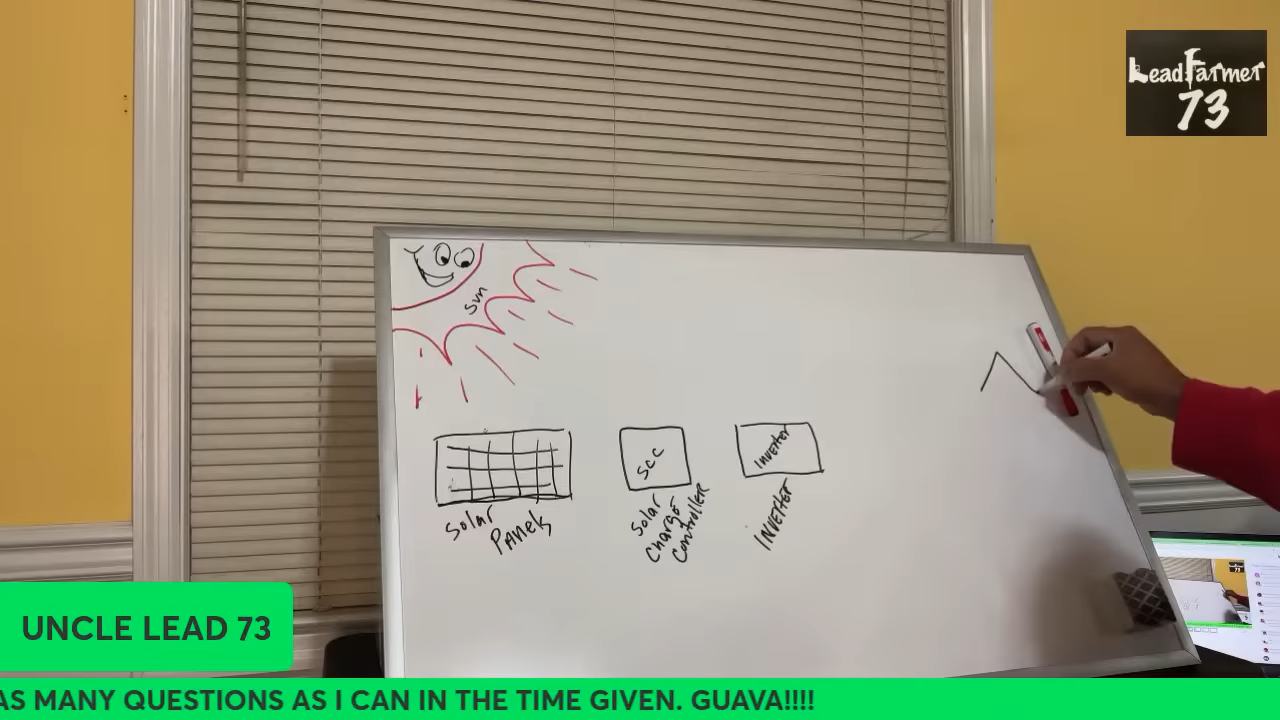 LeadFarmer
73
Sun
SCC
Inverter
Solar
Panels
Solar
Charge
Controller
Inverter
UNCLE LEAD 73
AS MANY QUESTIONS AS I CAN IN THE TIME GIVEN. GUAVA!!!!